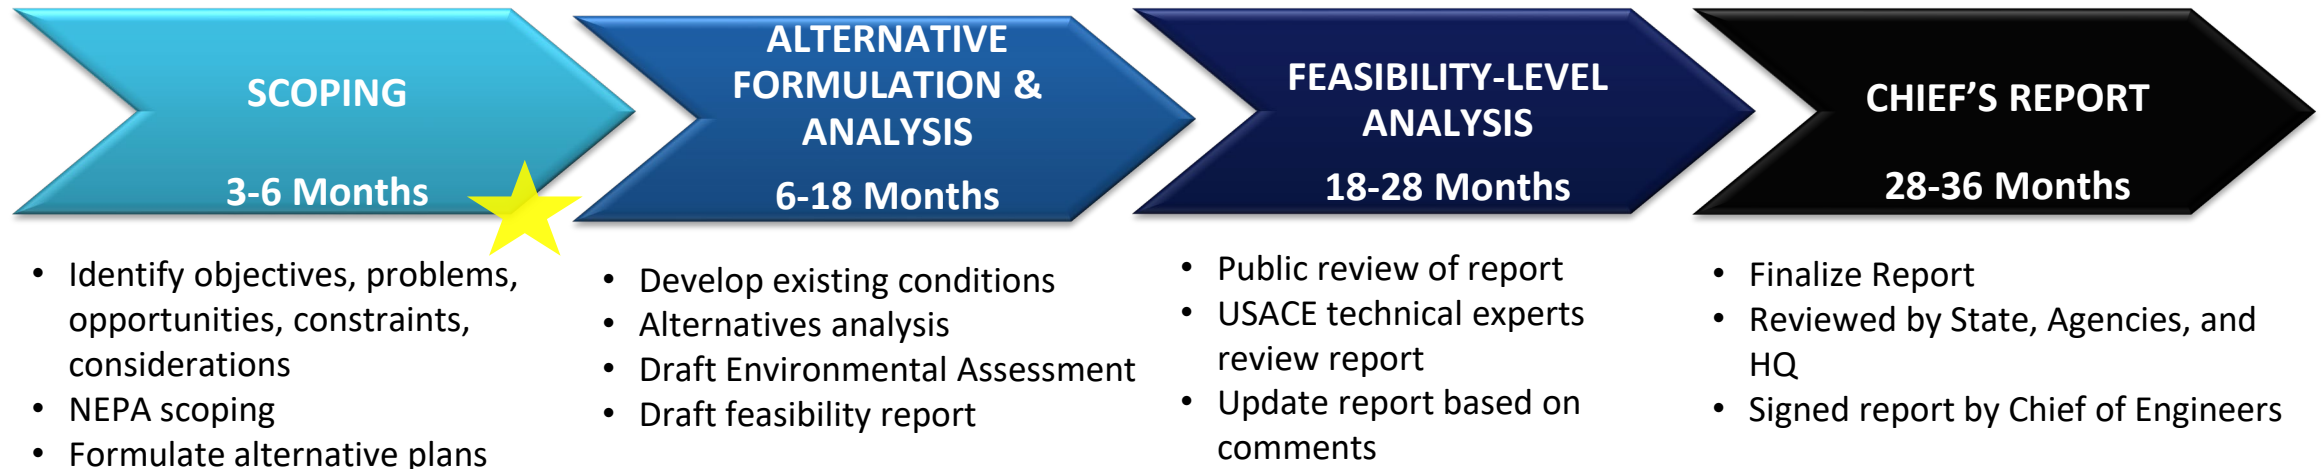 SCOPING
3-6 Months
• Identify objectives, problems,
opportunities, constraints,
considerations
• NEPA scoping
• Formulate alternative plans
ALTERNATIVE
FORMULATION &
ANALYSIS
6-18 Months
• Develop existing conditions
• Alternatives analysis
• Draft Environmental Assessment
• Draft feasibility report
FEASIBILITY-LEVEL
ANALYSIS
18-28 Months
• Public review of report
• USACE technical experts
review report
• Update report based on
comments
CHIEF’S REPORT
28-36 Months
• Finalize Report
• Reviewed by State, Agencies, and
HQ
• Signed report by Chief of Engineers